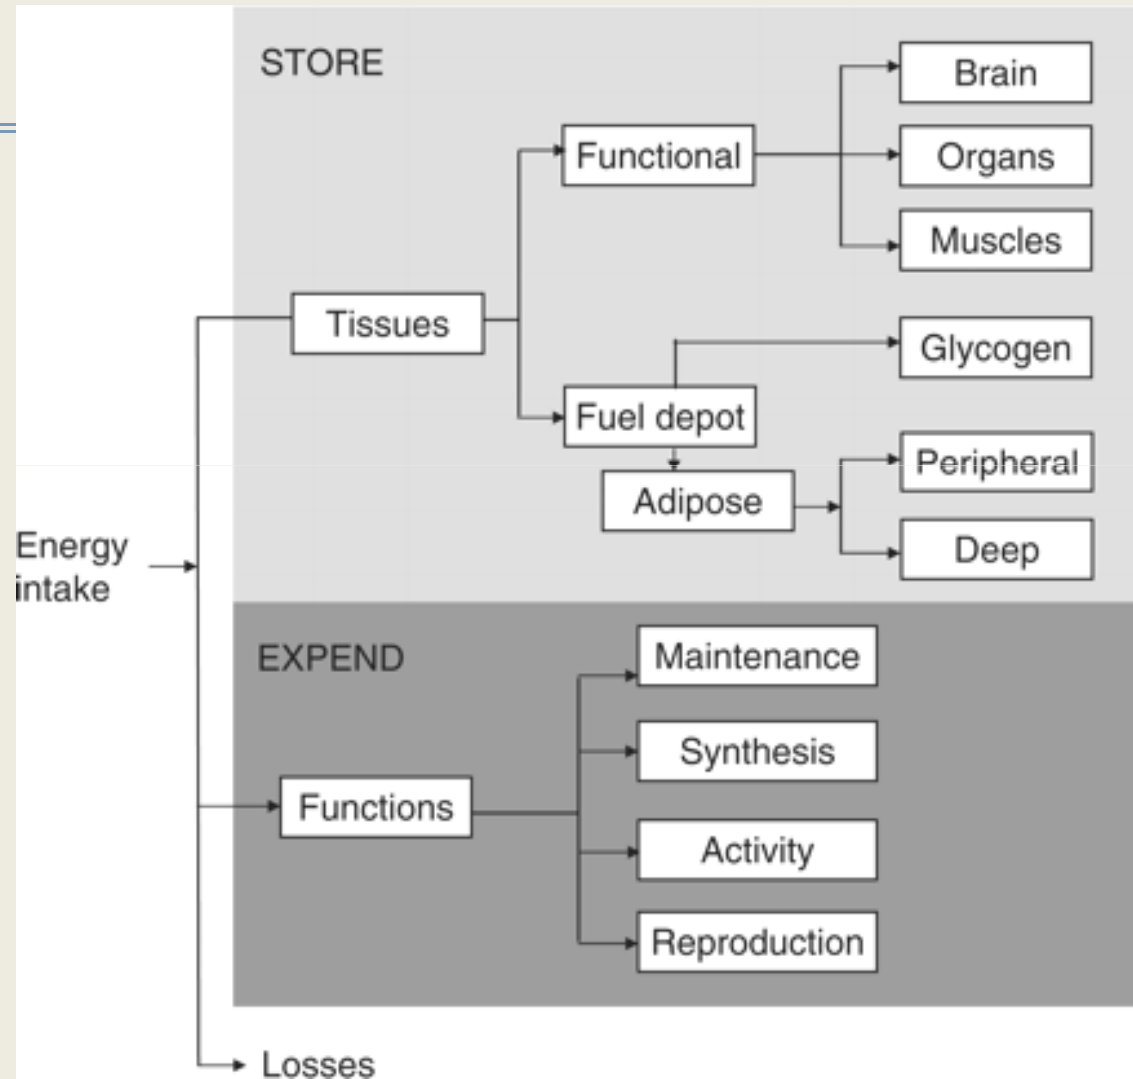 STORE
Brain
Functional
Organs
Muscles
Tissues
Glycogen
Fuel depot
Peripheral
Adipose
Deep
Energy
intake
EXPEND
Maintenance
Synthesis
Functions
Activity
Reproduction
Losses